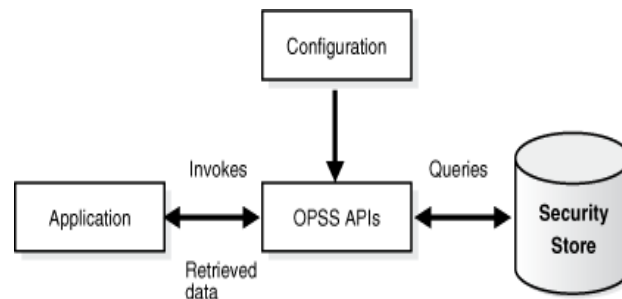 Configuration
Invokes
Queries
Application
OPSS APIs
Security
Store
Retrieved
data